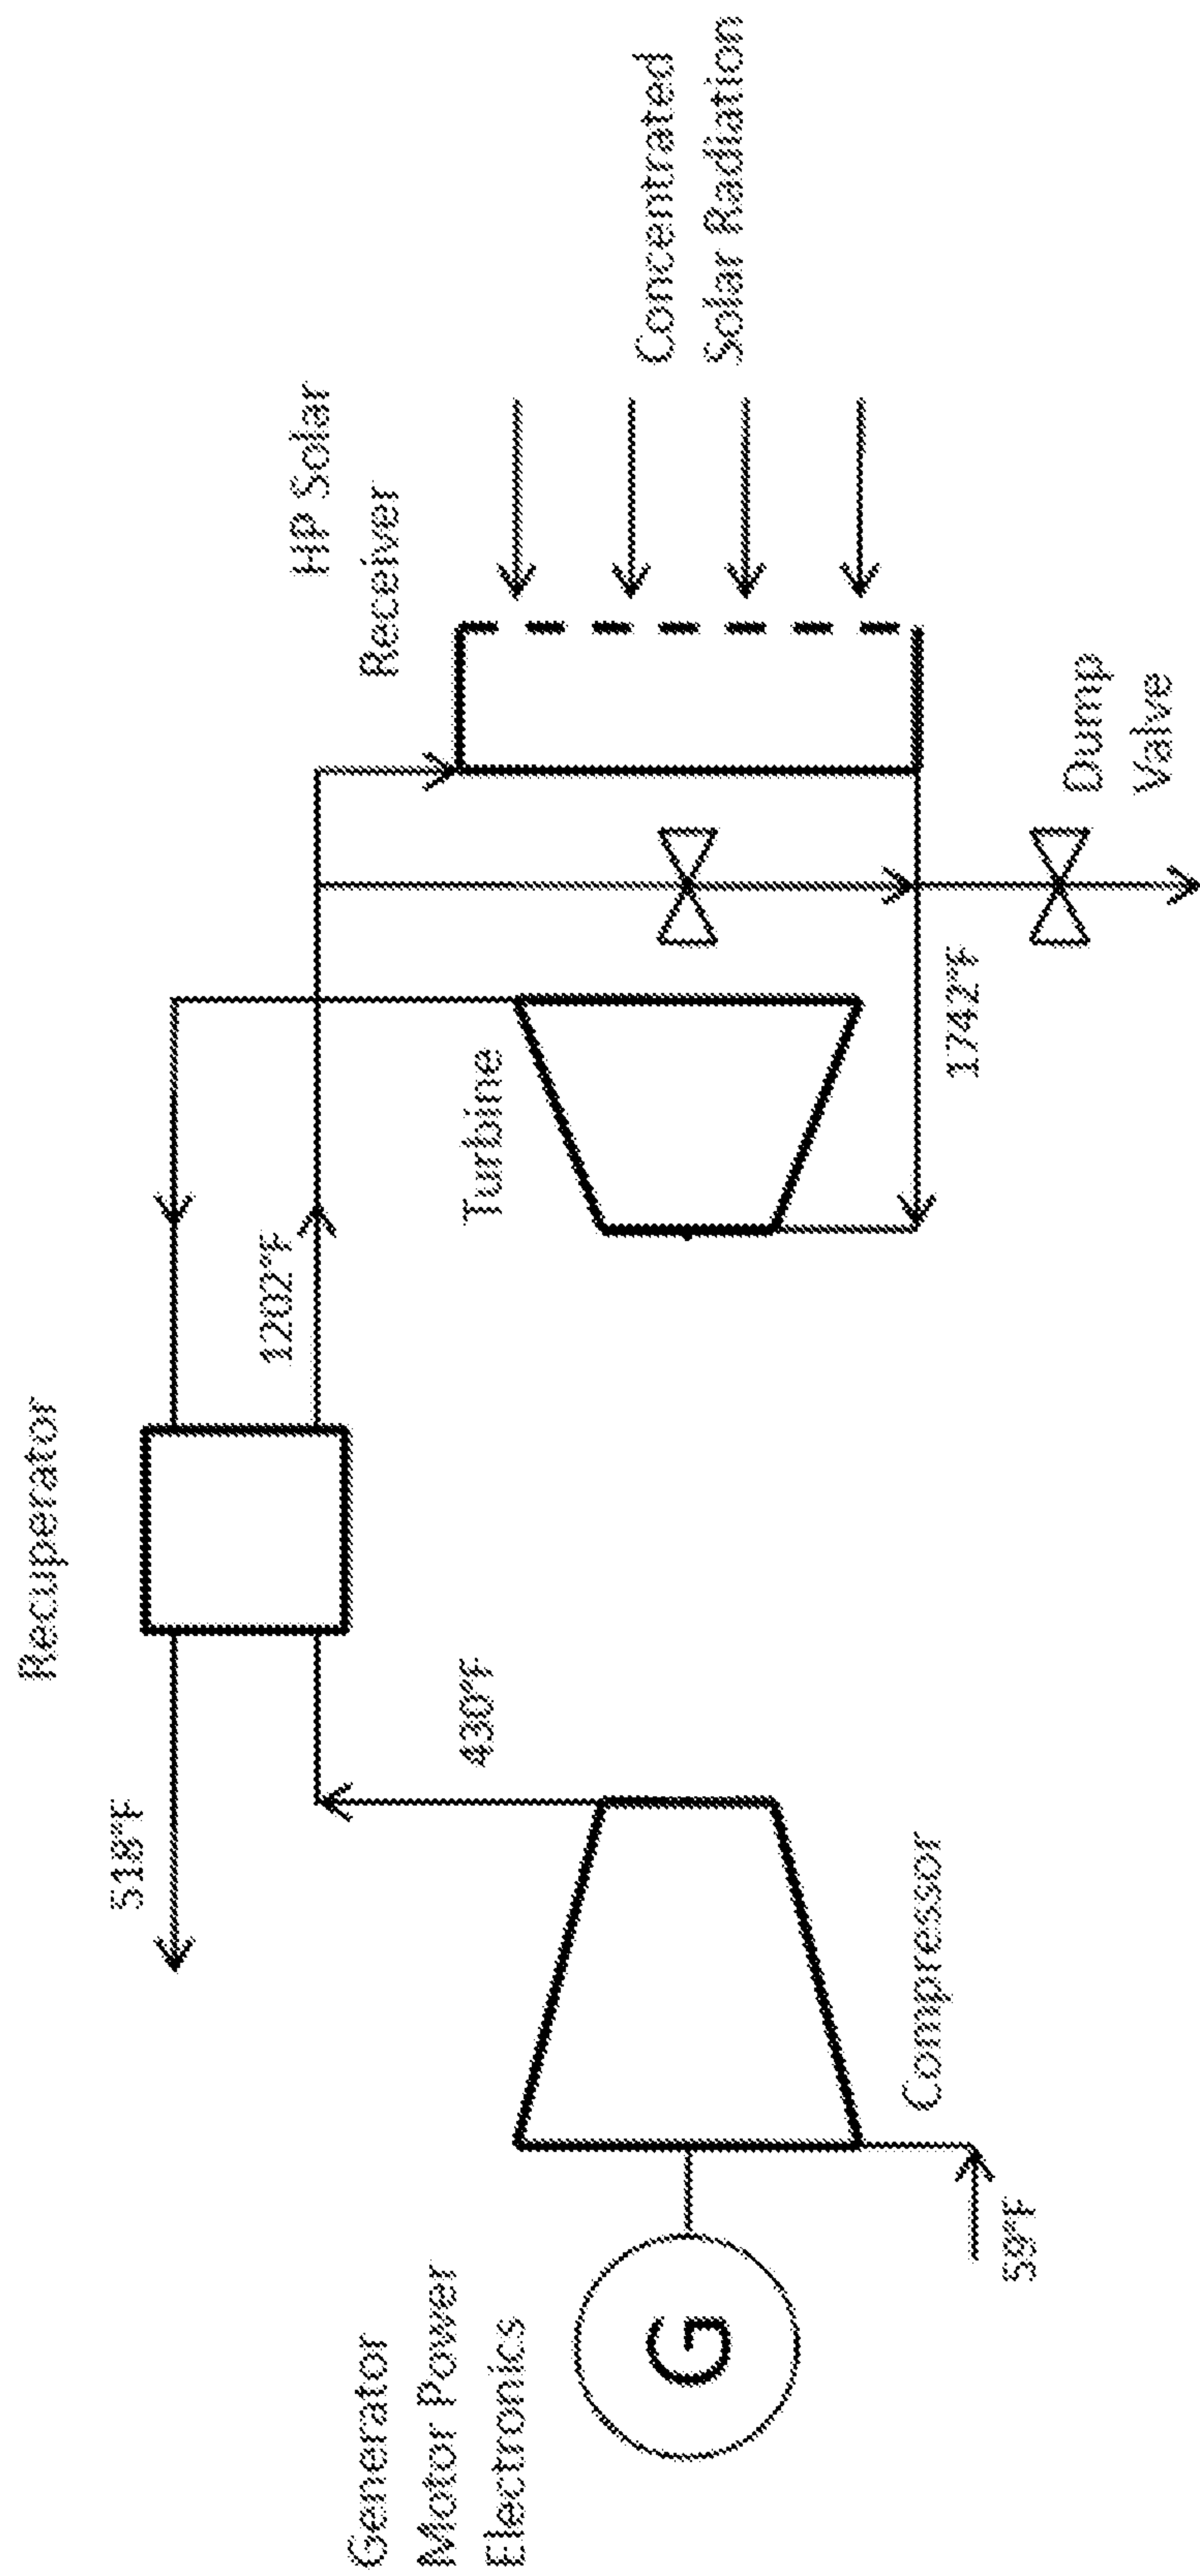 Recuperator
518°F
1202°F
HP Solar
Receiver
Concentrated
Solar Radiation
430°F
Turbine
Generator
Motor Power
Electronics
G
Compressor
1742°F
59°F
Dump
Valve